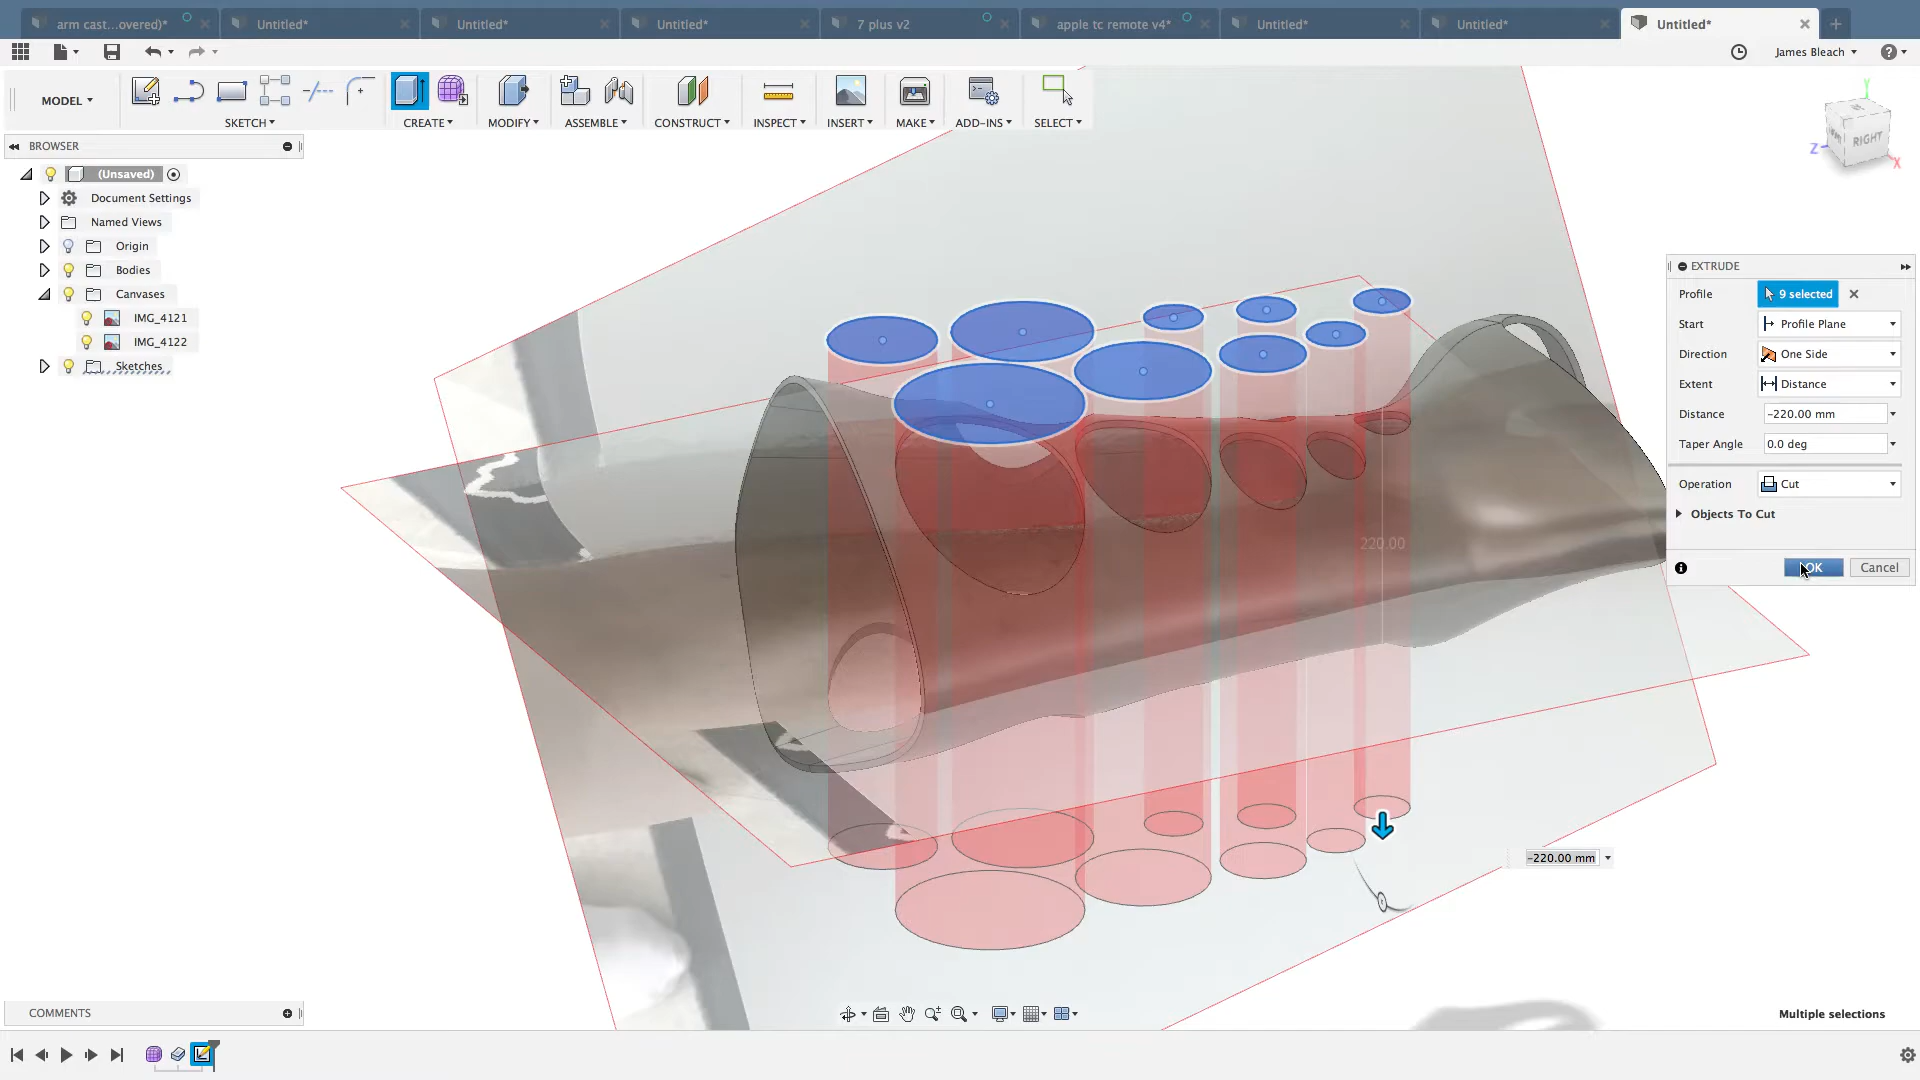 arm cast...overed)*
Untitled*
Untitled*
Untitled*
7 plus v2
apple tc remote v4*
Untitled*
Untitled*
Untitled*
James Bleach
MODEL
SKETCH
CREATE
MODIFY
ASSEMBLE
CONSTRUCT
INSPECT
INSERT
MAKE
ADD-INS
SELECT
BROWSER
(Unsaved)
Document Settings
Named Views
Origin
Bodies
Canvases
IMG_4121
IMG_4122
Sketches
RIGHT
Y
Z
X
EXTRUDE
Profile
9 selected
Start
Profile Plane
Direction
One Side
Extent
Distance
Distance
-220.00 mm
Taper Angle
0.0 deg
Operation
Cut
Objects To Cut
OK
Cancel
220.00
-220.00 mm
COMMENTS
Multiple selections